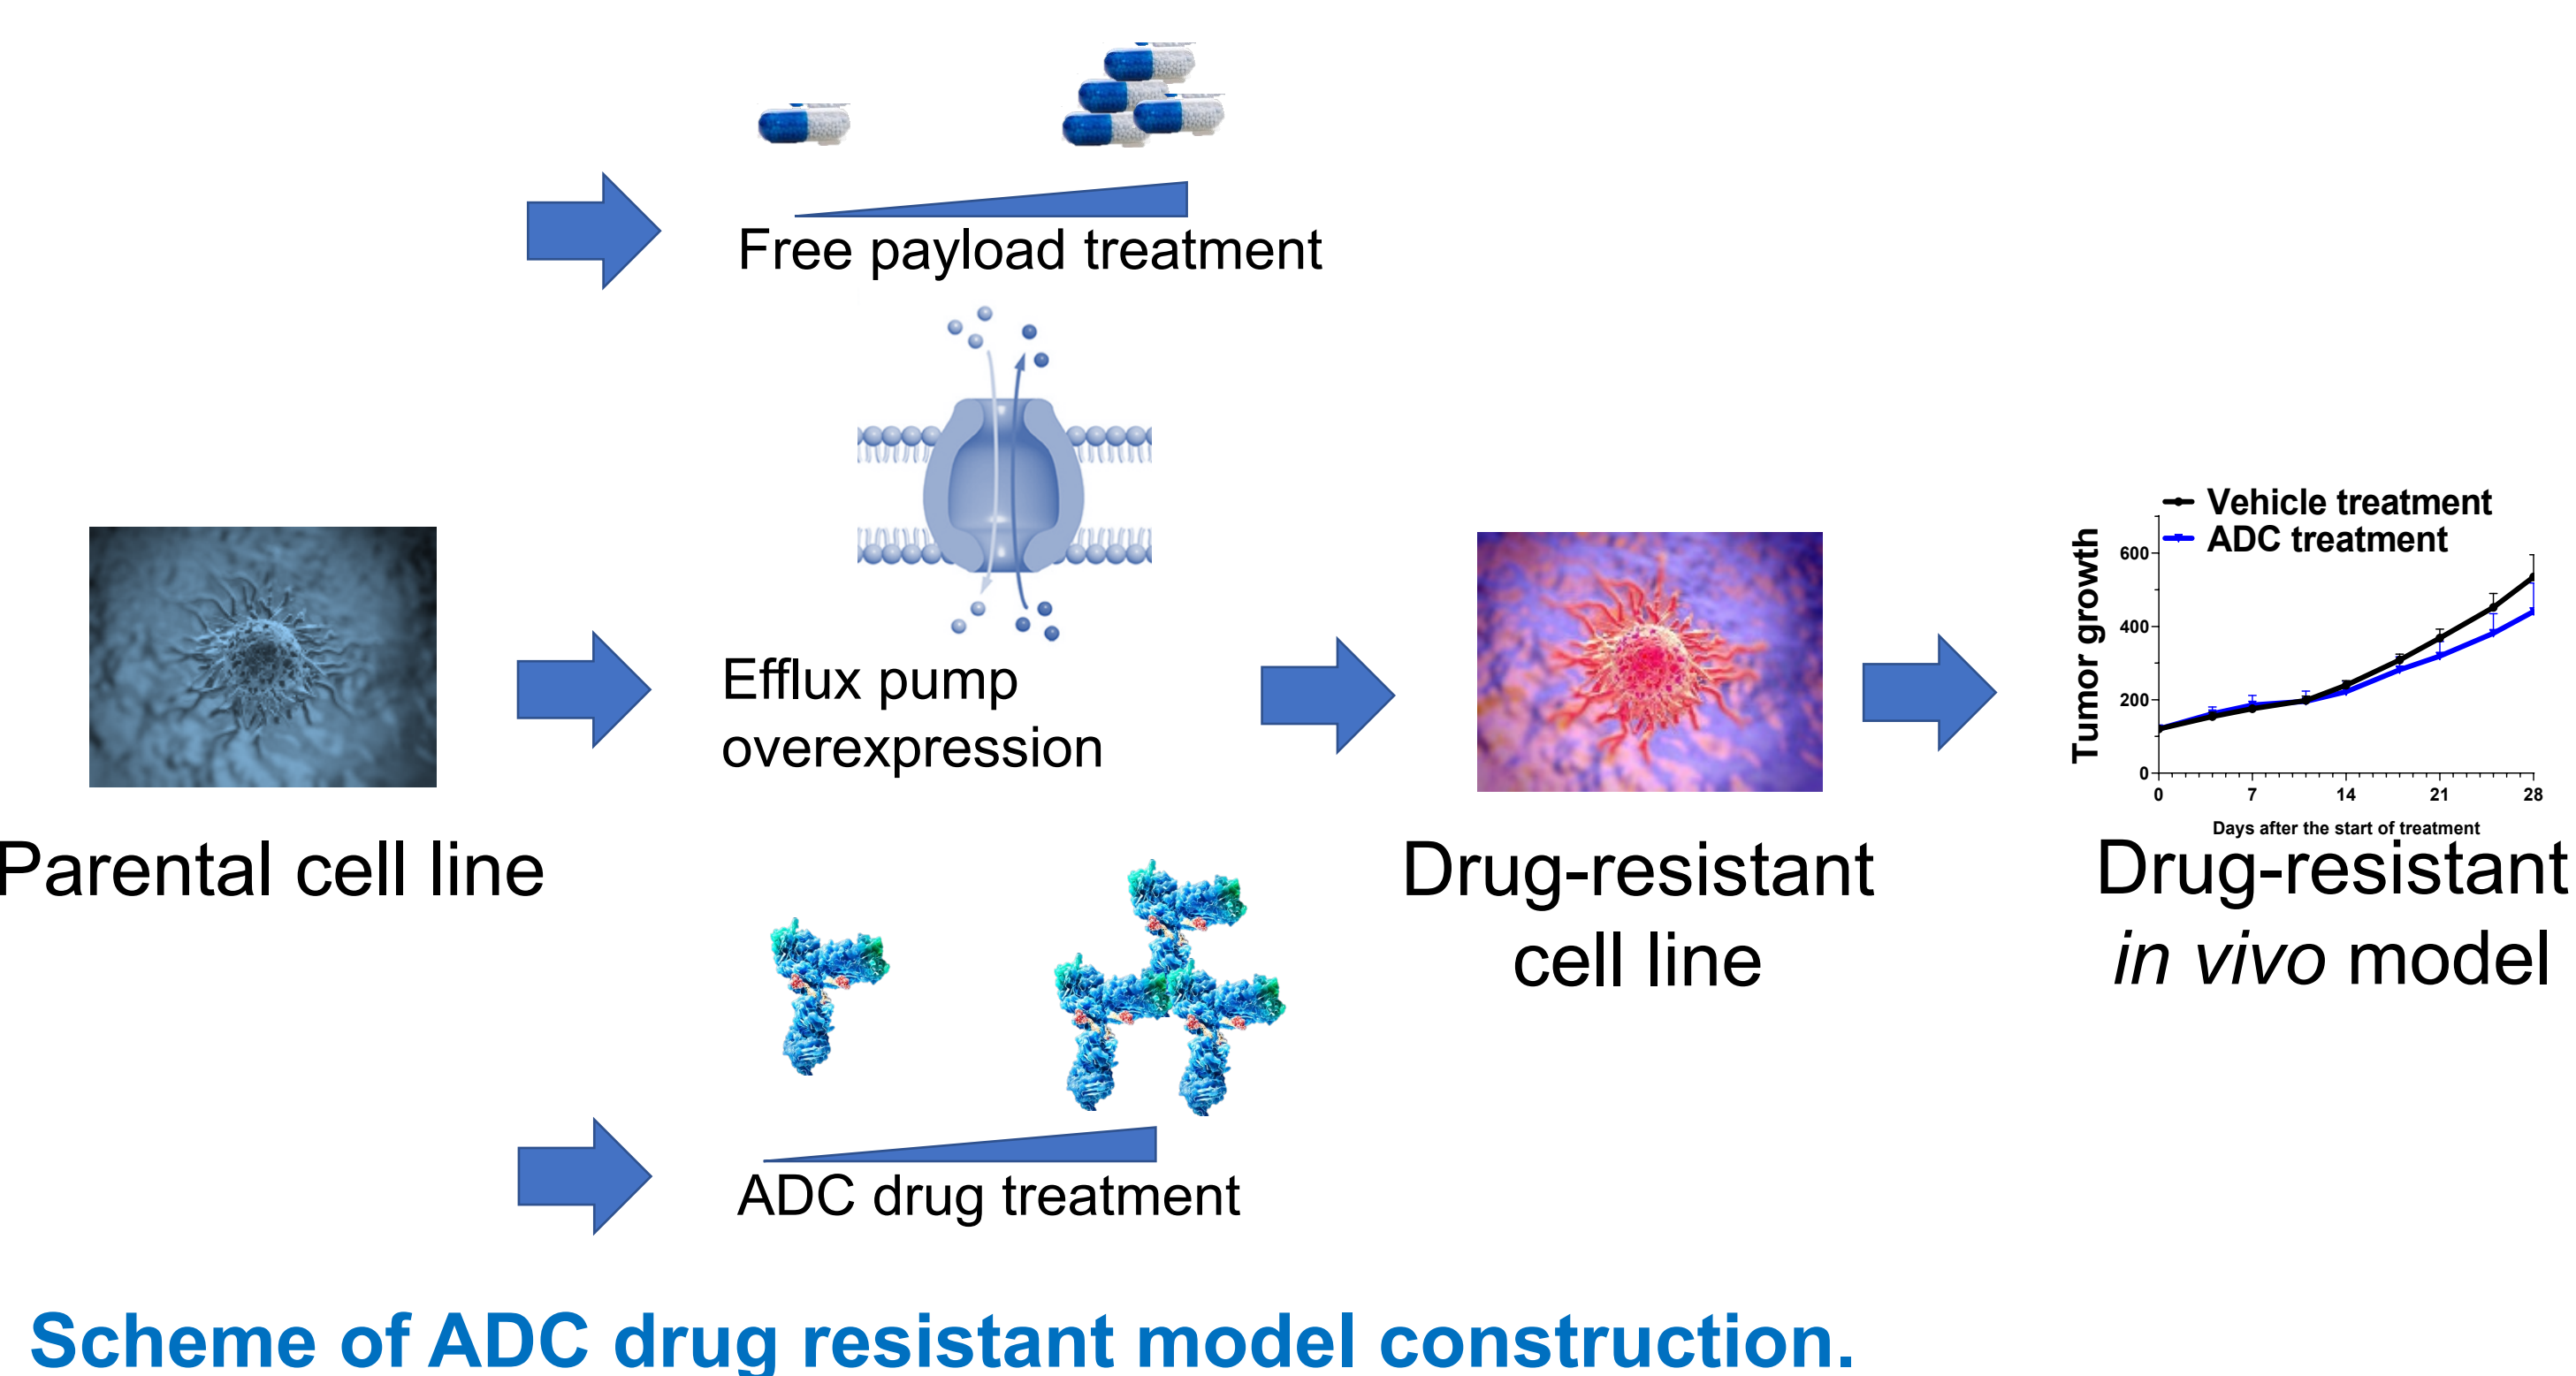 Free payload treatment
Efflux pump
overexpression
Parental cell line
ADC drug treatment
Drug-resistant
cell line
Vehicle treatment
ADC treatment
Tumor growth
600
400
200
0
0 7 14 21 28
Days after the start of treatment
Drug-resistant
in vivo model
Scheme of ADC drug resistant model construction.